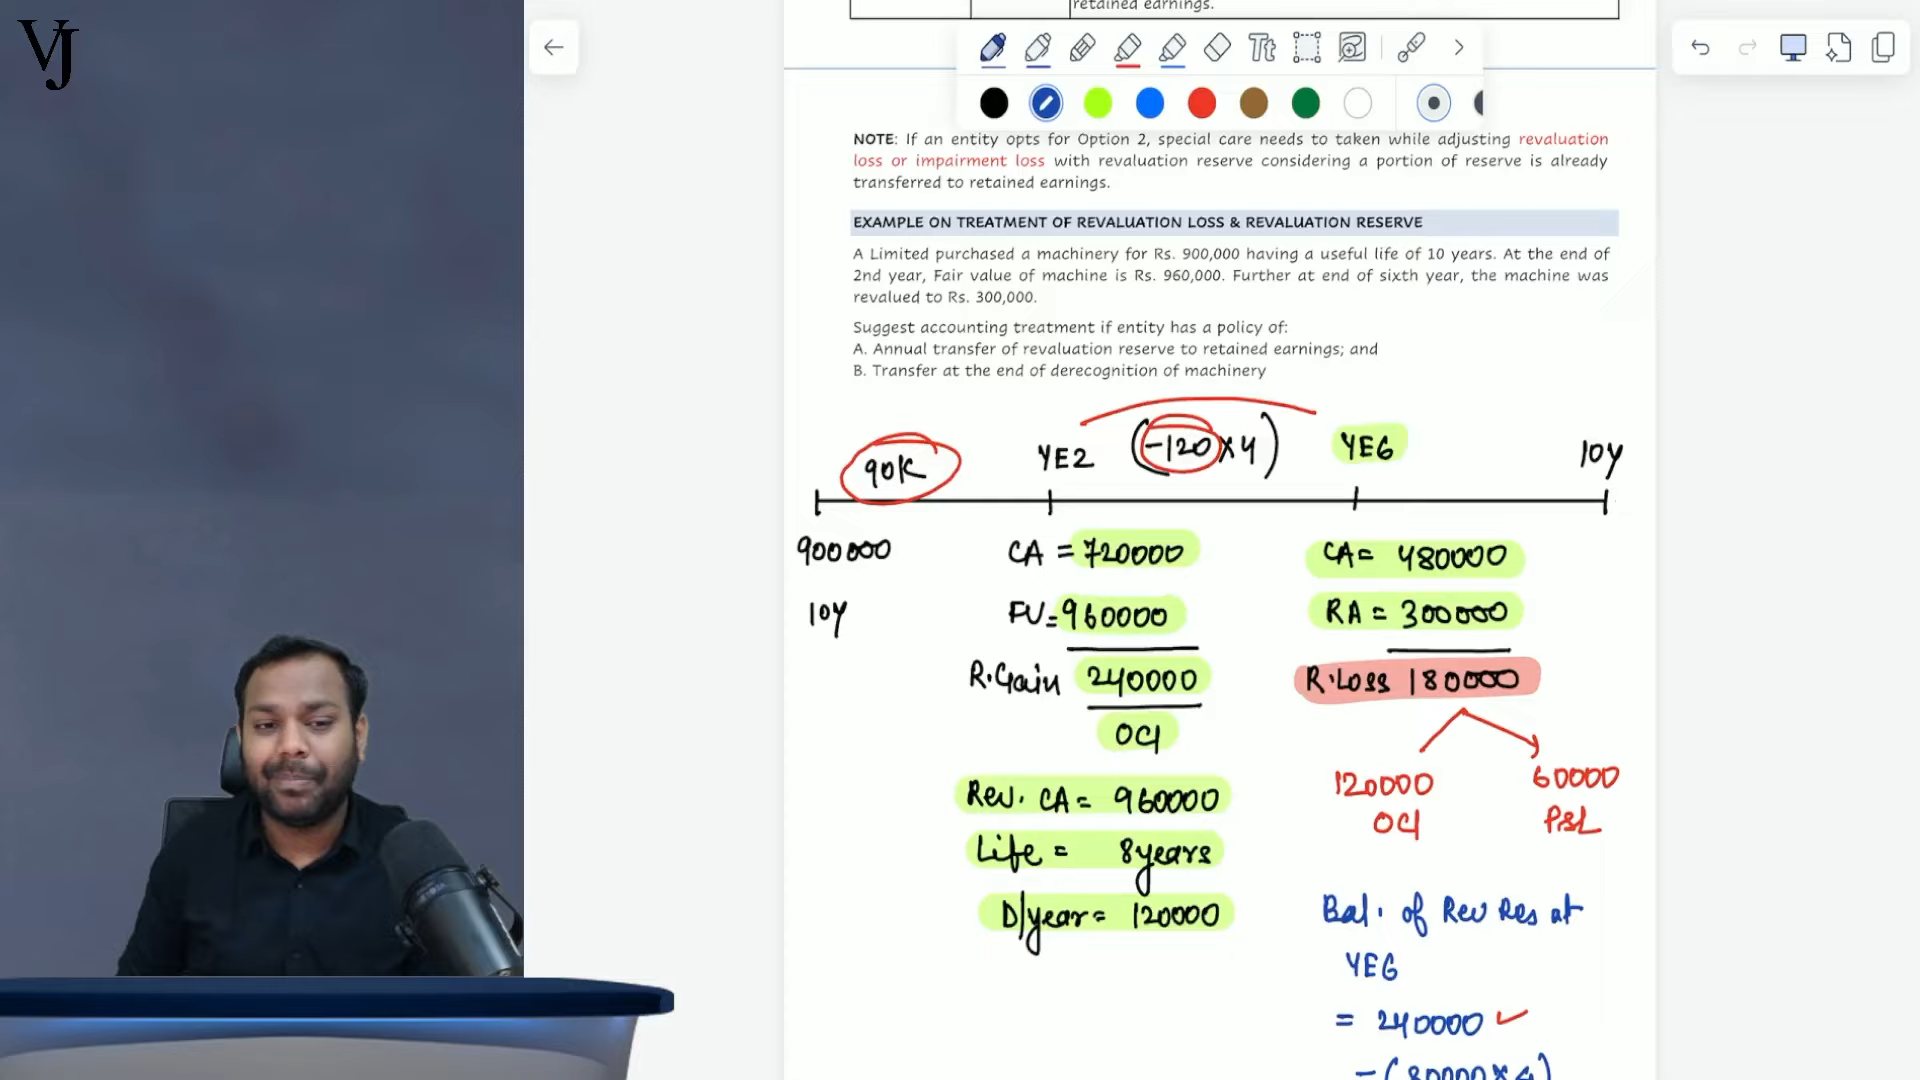 VJ
retained earnings.
Tt
NOTE: If an entity opts for Option 2, special care needs to taken while adjusting revaluation
loss or impairment loss with revaluation reserve considering a portion of reserve is already
transferred to retained earnings.
EXAMPLE ON TREATMENT OF REVALUATION LOSS & REVALUATION RESERVE
A Limited purchased a machinery for Rs. 900,000 having a useful life of 10 years. At the end of
2nd year, Fair value of machine is Rs. 960,000. Further at end of sixth year, the machine was
revalued to Rs. 300,000.
Suggest accounting treatment if entity has a policy of:
A. Annual transfer of revaluation reserve to retained earnings; and
B. Transfer at the end of derecognition of machinery
90K YE2 (-120 x 4) YE6 10Y
900000 CA = 720000 CA = 480000
10Y FV = 960000 RA = 300000
R.Gain 240000 R.Loss 180000
OCI
120000 60000
OCI P&L
Rev. CA = 960000
Life = 8 years
D/year = 120000
Bal. of Rev Res at
YE6
= 240000
- (30000 x 4)